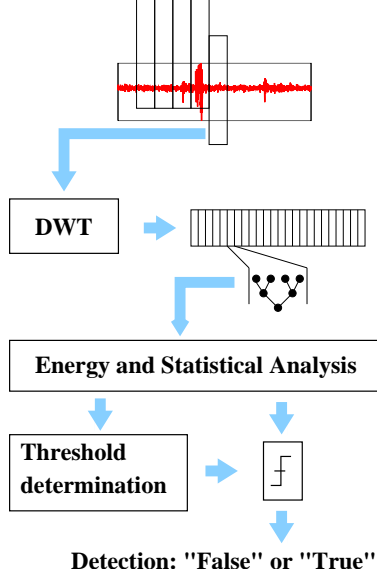 DWT
Energy and Statistical Analysis
Threshold
determination
Detection: "False" or "True"